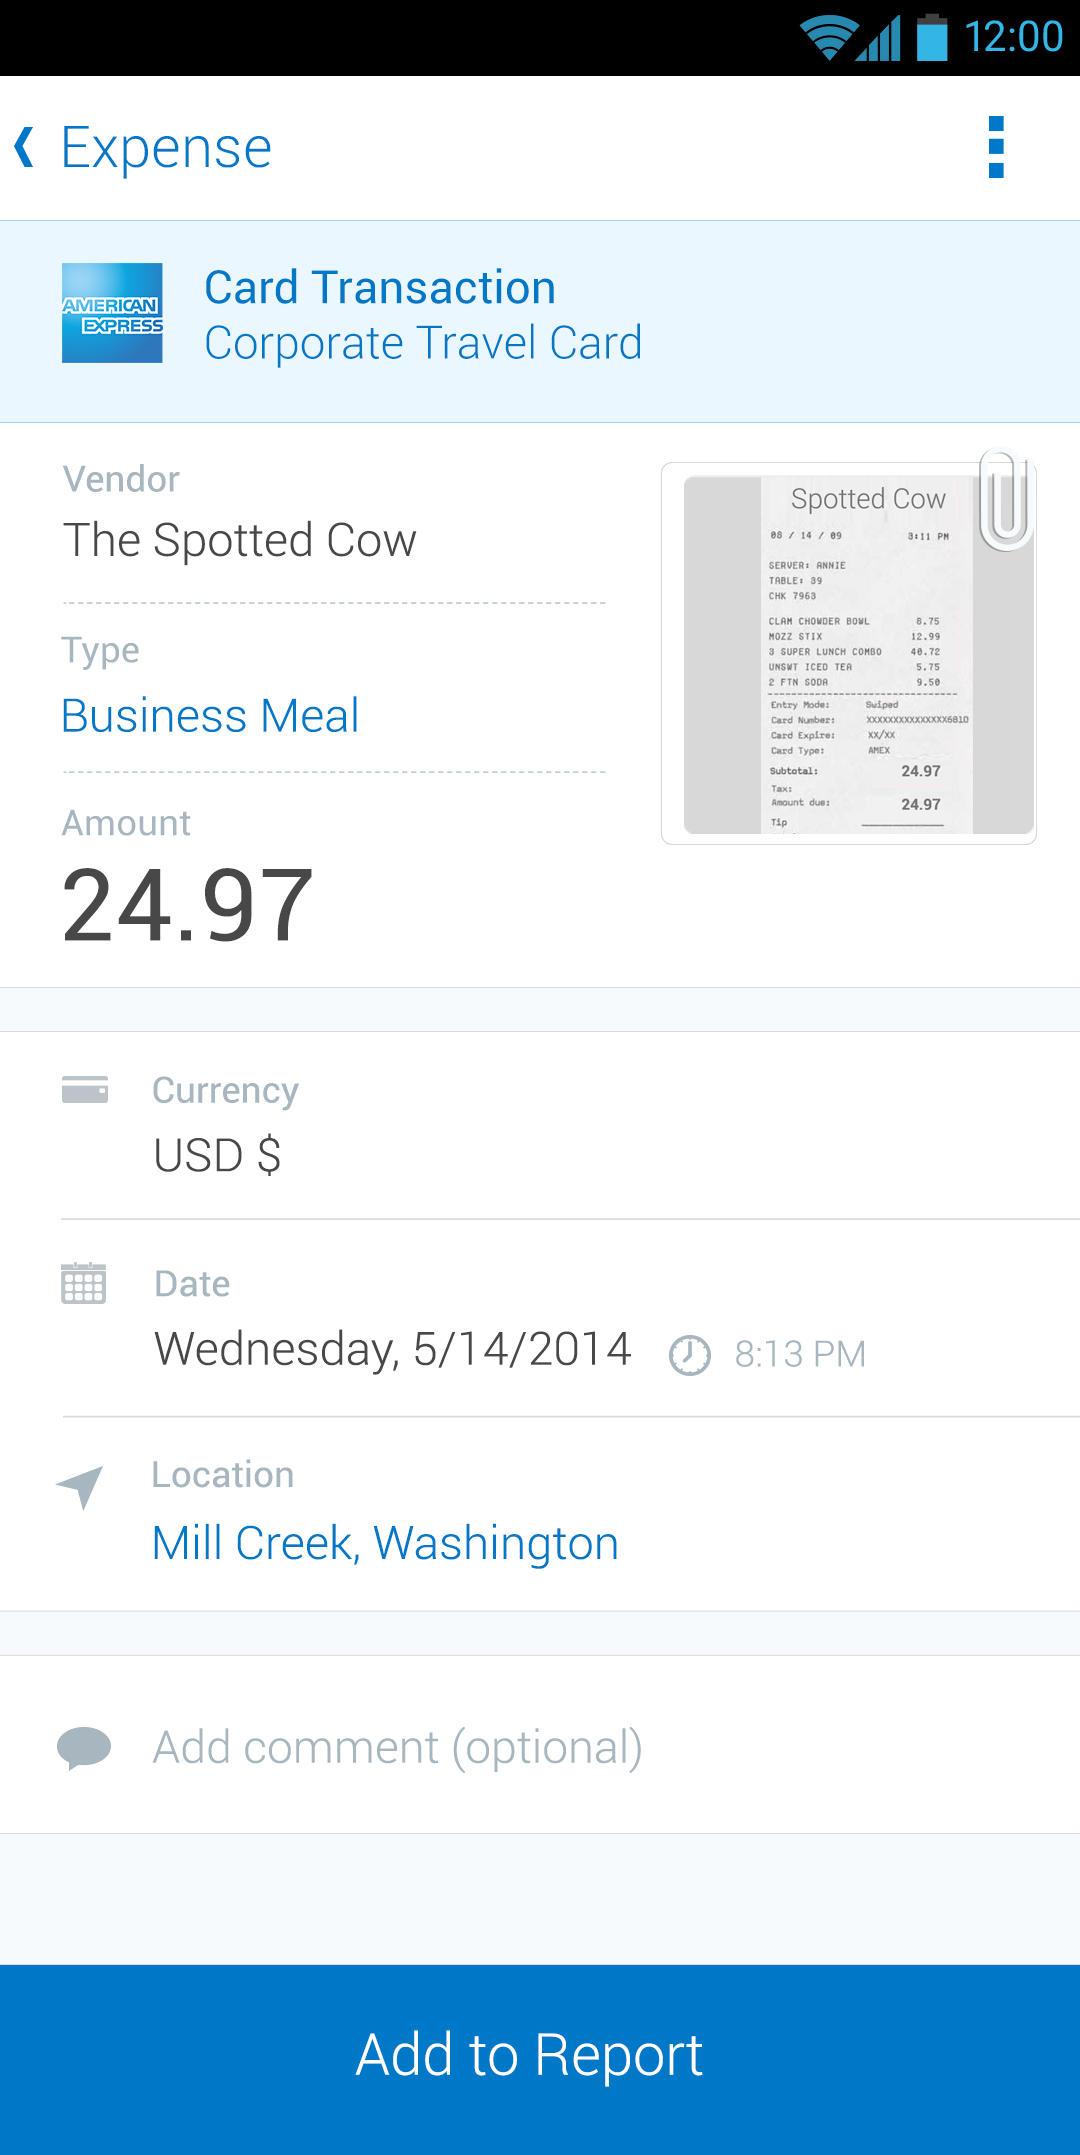 12:00
Expense
AMERICAN
EXPRESS
Card Transaction
Corporate Travel Card
Vendor
The Spotted Cow
Type
Business Meal
Amount
24.97
Spotted Cow
08 / 14 / 09 3:11 PM
SERVER: ANNIE
TABLE: 39
CHK 7963
CLAM CHOWDER BOWL 8.75
MOZZ STIX 12.99
3 SUPER LUNCH COMBO 40.72
UNSWT ICED TEA 5.75
2 FTN SODA 9.50
Entry Mode: Swiped
Card Number: XXXXXXXXXXXXXXX6810
Card Expire: XX/XX
Card Type: AMEX
Subtotal: 24.97
Tax:
Amount due: 24.97
Tip
Currency
USD $
Date
Wednesday, 5/14/2014 8:13 PM
Location
Mill Creek, Washington
Add comment (optional)
Add to Report